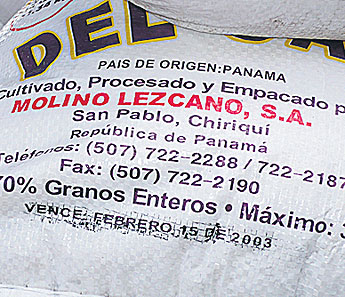 DEL
PAIS DE ORIGEN:PANAMA
Cultivado, Procesado y Empacado
MOLINO LEZCANO, S.A.
San Pablo, Chiriquí
República de Panamá
Teléfonos: (507) 722-2288 / 722-2187
Fax: (507) 722-2190
70% Granos Enteros • Máximo:
VENCE: FEBRERO 15 DE 2003